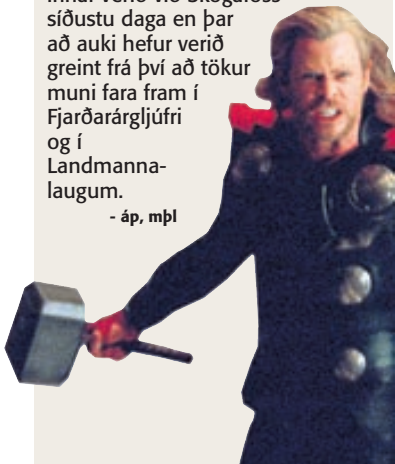 síðustu daga en þar
að auki hefur verið
greint frá því að tökur
muni fara fram í
Fjarðarárgljúfri
og í
Landmanna-
laugum.
- áp, mþl